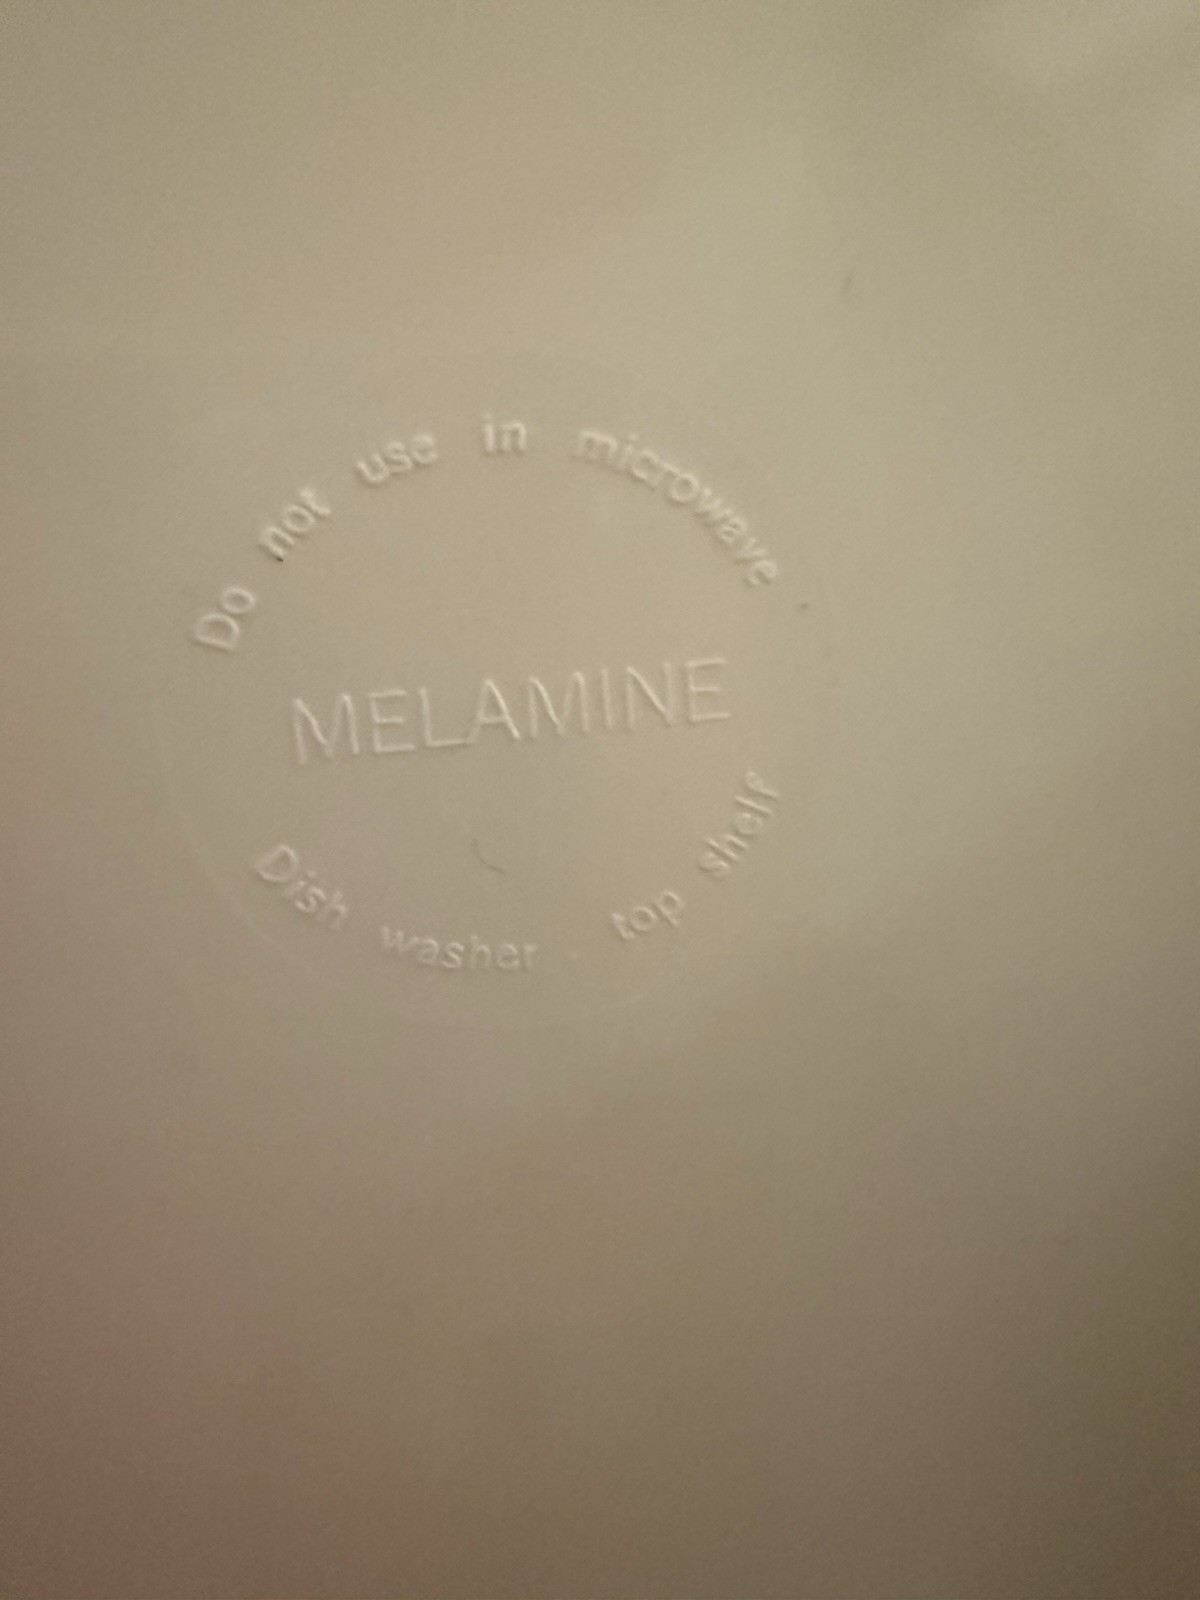 Do not use in microwave
MELAMINE
Dish washer . top shelf